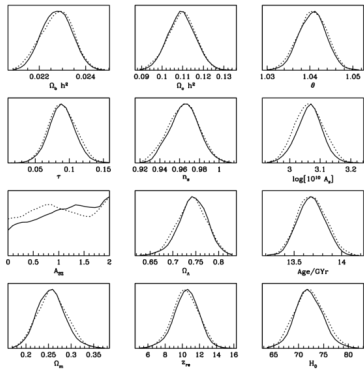 0.022 0.024
Ω_b h²
0.09 0.1 0.11 0.12 0.13
Ω_c h²
1.03 1.04 1.05
θ
0.05 0.1 0.15
τ
0.92 0.94 0.96 0.98 1
n_s
3 3.1 3.2
log[10¹⁰ A_s]
0 0.5 1 1.5 2
A_SZ
0.65 0.7 0.75 0.8
Ω_Λ
13.5 14
Age/GYr
0.2 0.25 0.3 0.35
Ω_m
6 8 10 12 14 16
z_re
65 70 75 80
H_0